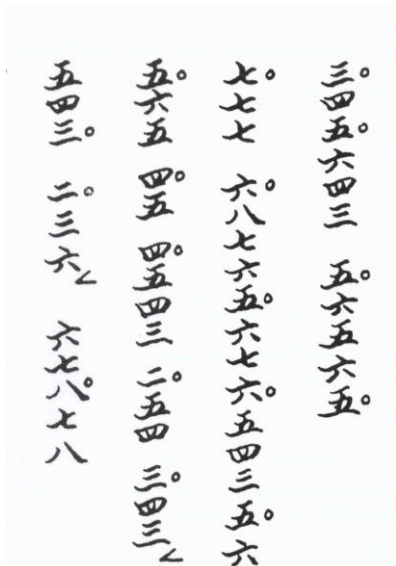 三。四五。六四三 五。六五六五。
七。七七 六。八七六五。六七六。五四三五。六
五。六五 四。五 四。五四三 二。五四 三。四三∠
五四三。 二。三六∠ 六七八。七八